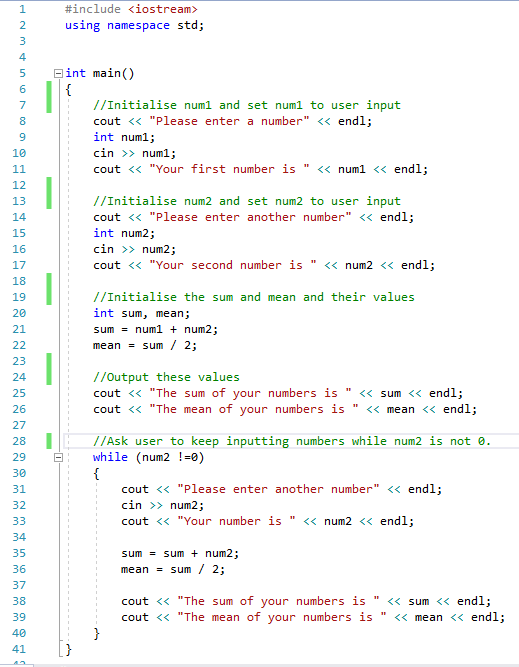 1 #include <iostream>
2 using namespace std;
3
4
5 int main()
6 {
7 //Initialise num1 and set num1 to user input
8 cout << "Please enter a number" << endl;
9 int num1;
10 cin >> num1;
11 cout << "Your first number is " << num1 << endl;
12
13 //Initialise num2 and set num2 to user input
14 cout << "Please enter another number" << endl;
15 int num2;
16 cin >> num2;
17 cout << "Your second number is " << num2 << endl;
18
19 //Initialise the sum and mean and their values
20 int sum, mean;
21 sum = num1 + num2;
22 mean = sum / 2;
23
24 //Output these values
25 cout << "The sum of your numbers is " << sum << endl;
26 cout << "The mean of your numbers is " << mean << endl;
27
28 //Ask user to keep inputting numbers while num2 is not 0.
29 while (num2 !=0)
30 {
31 cout << "Please enter another number" << endl;
32 cin >> num2;
33 cout << "Your number is " << num2 << endl;
34
35 sum = sum + num2;
36 mean = sum / 2;
37
38 cout << "The sum of your numbers is " << sum << endl;
39 cout << "The mean of your numbers is " << mean << endl;
40 }
41 }